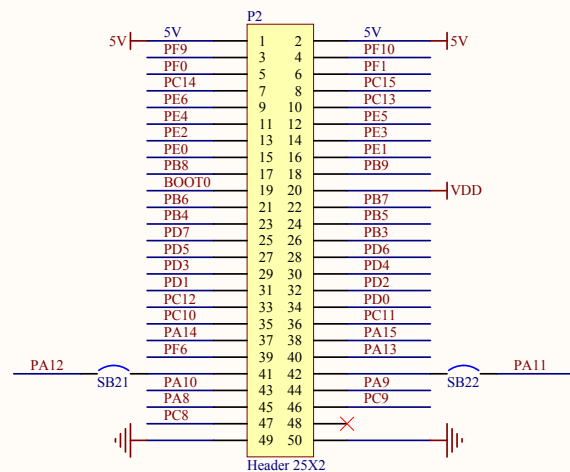 P2
5V 5V 1 2 5V 5V
PF9 3 4 PF10
PF0 5 6 PF1
PC14 7 8 PC15
PE6 9 10 PC13
PE4 11 12 PE5
PE2 13 14 PE3
PE0 15 16 PE1
PB8 17 18 PB9
BOOT0 19 20 VDD
PB6 21 22 PB7
PB4 23 24 PB5
PD7 25 26 PB3
PD5 27 28 PD6
PD3 29 30 PD4
PD1 31 32 PD2
PC12 33 34 PD0
PC10 35 36 PC11
PA14 37 38 PA15
PF6 39 40 PA13
PA12 SB21 41 42 SB22 PA11
PA10 43 44 PA9
PA8 45 46 PC9
PC8 47 48
49 50
Header 25X2